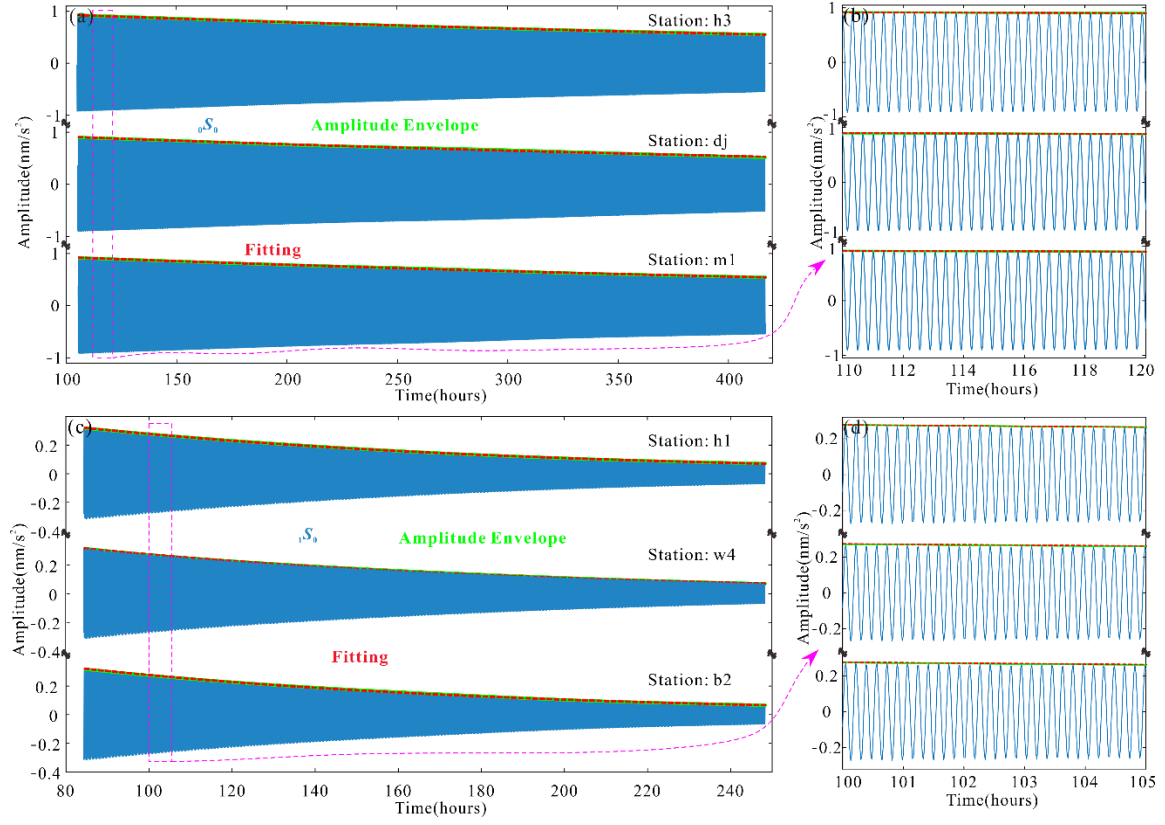 (a)
Station: h3
₀S₀
Amplitude Envelope
Station: dj
Fitting
Station: m1
Amplitude(nm/s²)
1
0
-1
1
0
-1
1
0
-1
100 150 200 250 300 350 400
Time(hours)
(b)
Amplitude(nm/s²)
1
0
-1
1
0
-1
1
0
-1
110 112 114 116 118 120
Time(hours)
(c)
Station: h1
₁S₀
Amplitude Envelope
Station: w4
Fitting
Station: b2
Amplitude(nm/s²)
0.2
0
-0.2
-0.4
0.2
0
-0.2
-0.4
0.2
0
-0.2
-0.4
80 100 120 140 160 180 200 220 240
Time(hours)
(d)
Amplitude(nm/s²)
0.2
0
-0.2
0.2
0
-0.2
0.2
0
-0.2
100 101 102 103 104 105
Time(hours)